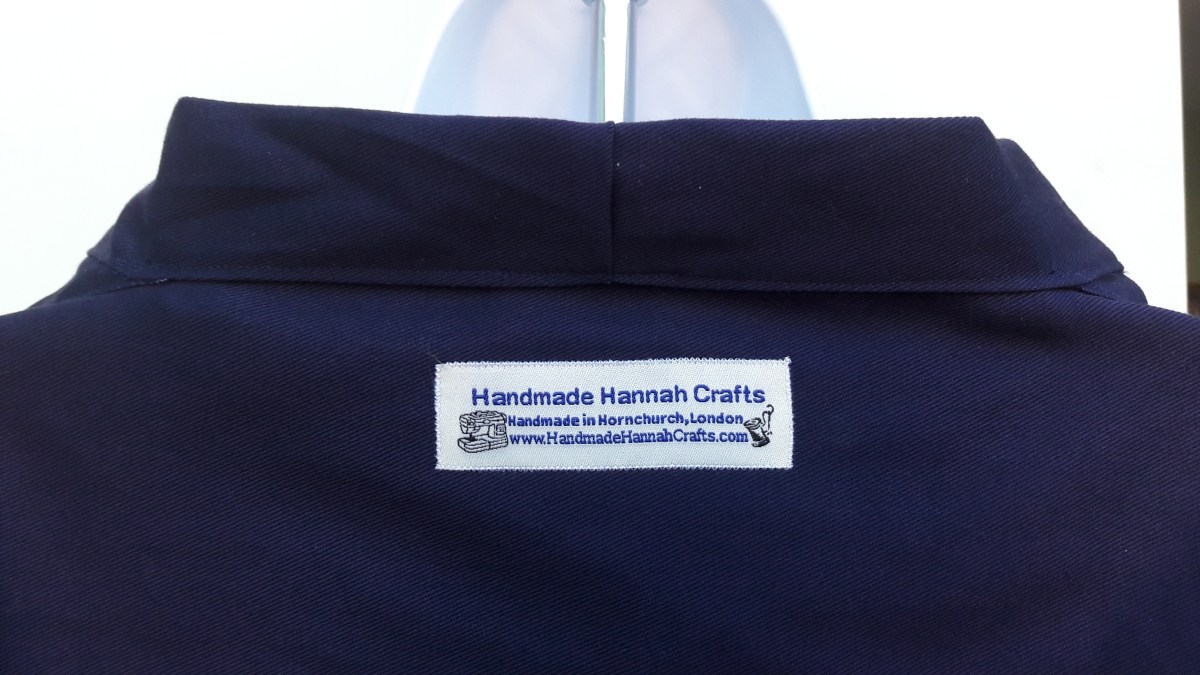 Handmade Hannah Crafts
Handmade in Hornchurch, London
www.HandmadeHannahCrafts.com